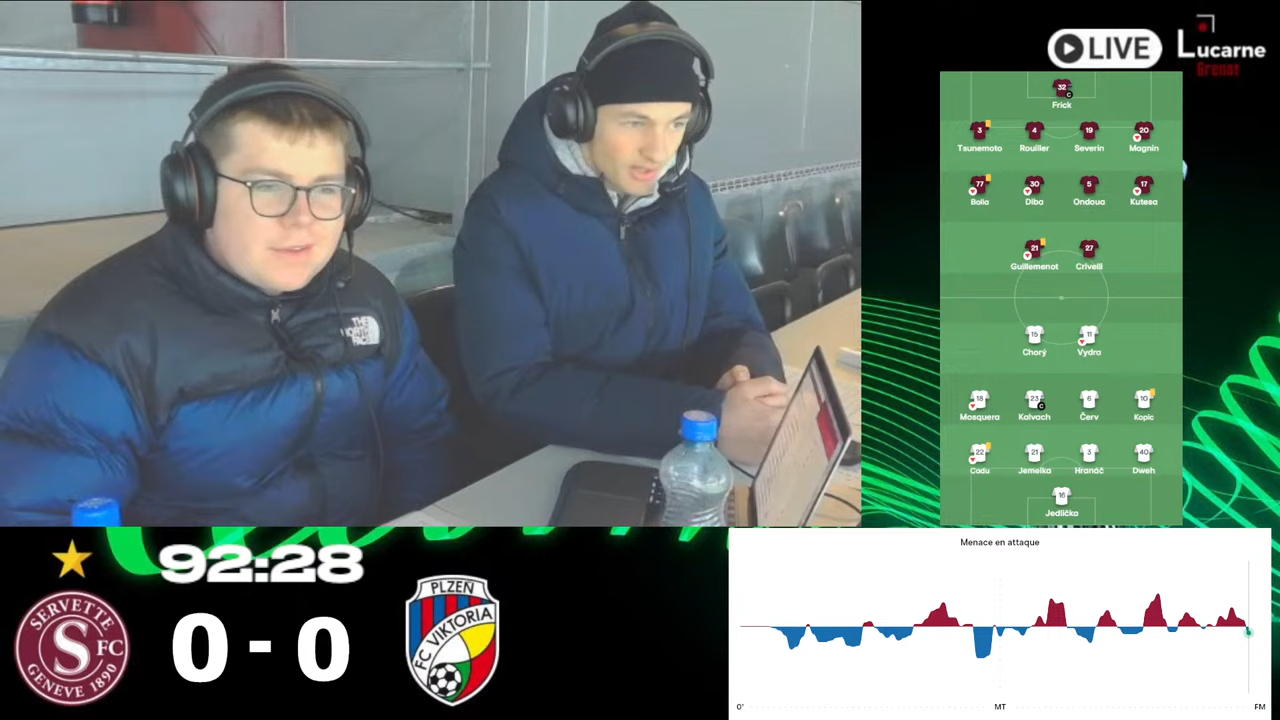 LIVE
Lucarne
Grenat
THE
NORTH
FACE
32
C
Frick
3
4
19
20
Tsunemoto
Rouiller
Severin
Magnin
77
30
5
17
Bolla
Diba
Ondoua
Kutesa
21
27
Guillemenot
Crivelli
15
11
Chorý
Vydra
18
23
C
6
10
Mosquera
Kalvach
Červ
Kopic
22
21
3
40
Cadu
Jemelka
Hranáč
Dweh
16
Jedlička
92:28
0 - 0
SERVETTE
S
FC
GENEVE 1890
PLZEŇ
FC VIKTORIA
Menace en attaque
0'
MT
FM